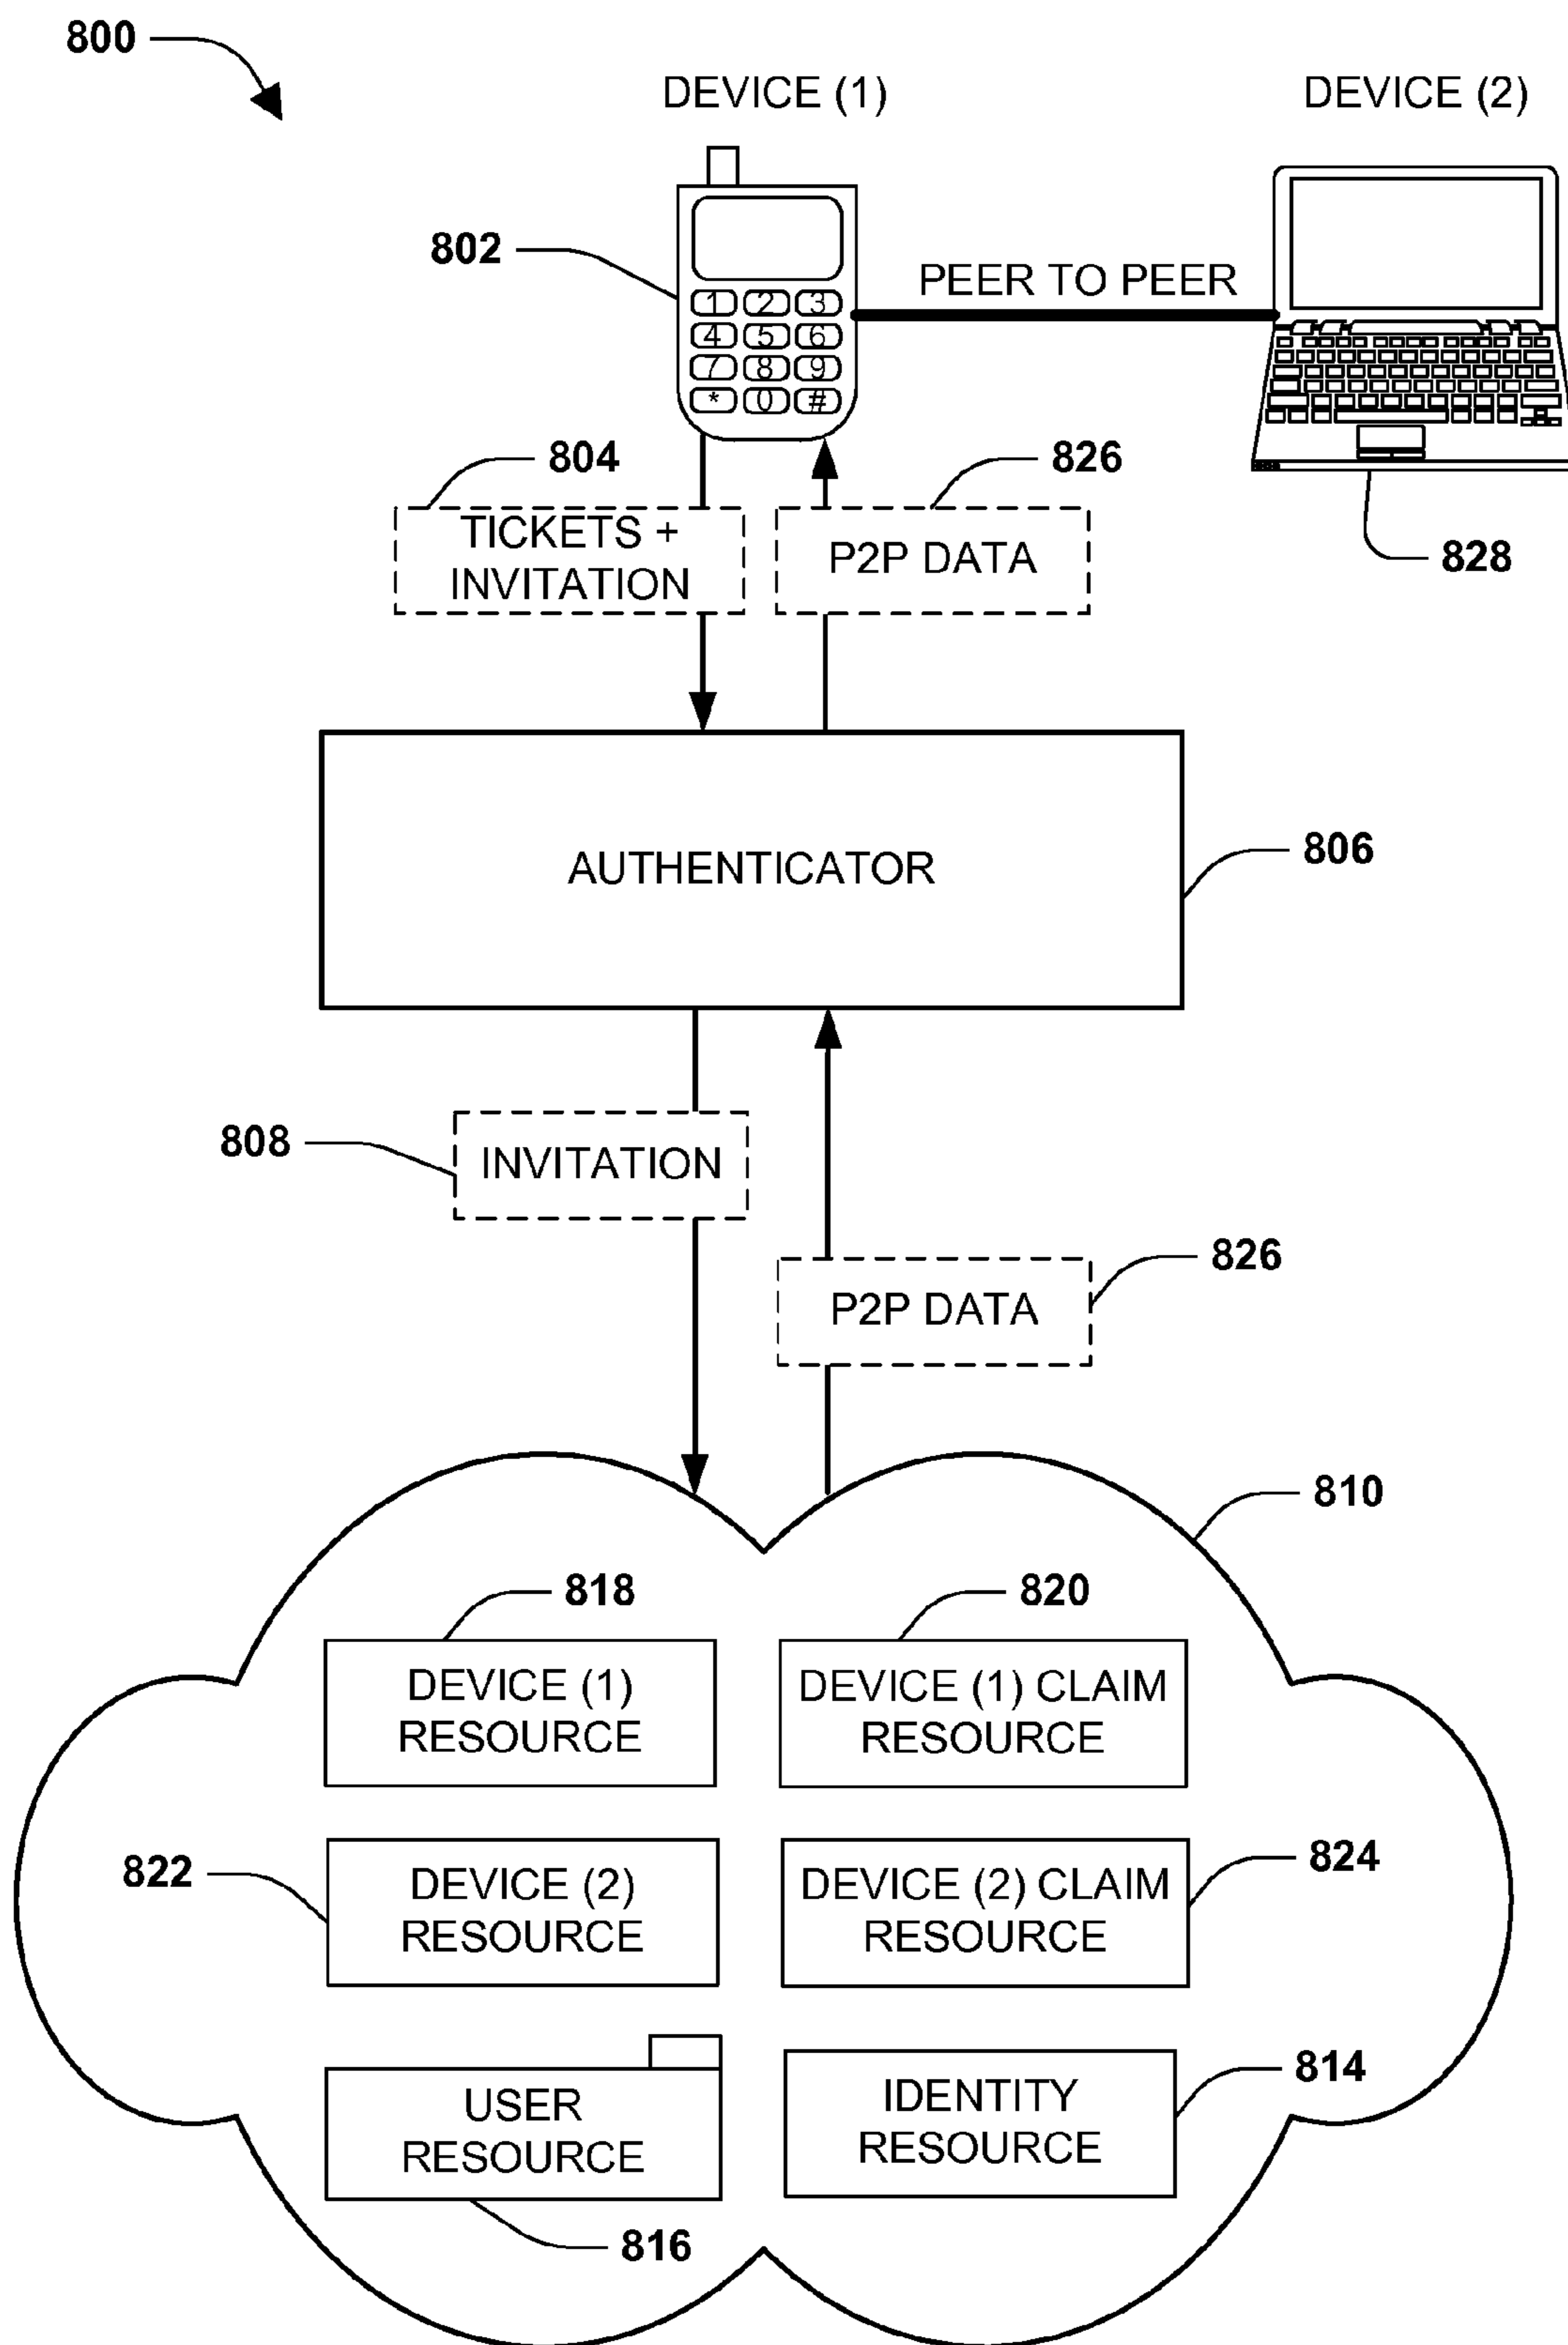 800
DEVICE (1)
DEVICE (2)
802
PEER TO PEER
1 2 3
4 5 6
7 8 9
* 0 #
804
826
TICKETS +
INVITATION
P2P DATA
828
AUTHENTICATOR
806
808
INVITATION
826
P2P DATA
810
818
820
DEVICE (1)
RESOURCE
DEVICE (1) CLAIM
RESOURCE
822
DEVICE (2)
RESOURCE
DEVICE (2) CLAIM
RESOURCE
824
USER
RESOURCE
IDENTITY
RESOURCE
814
816